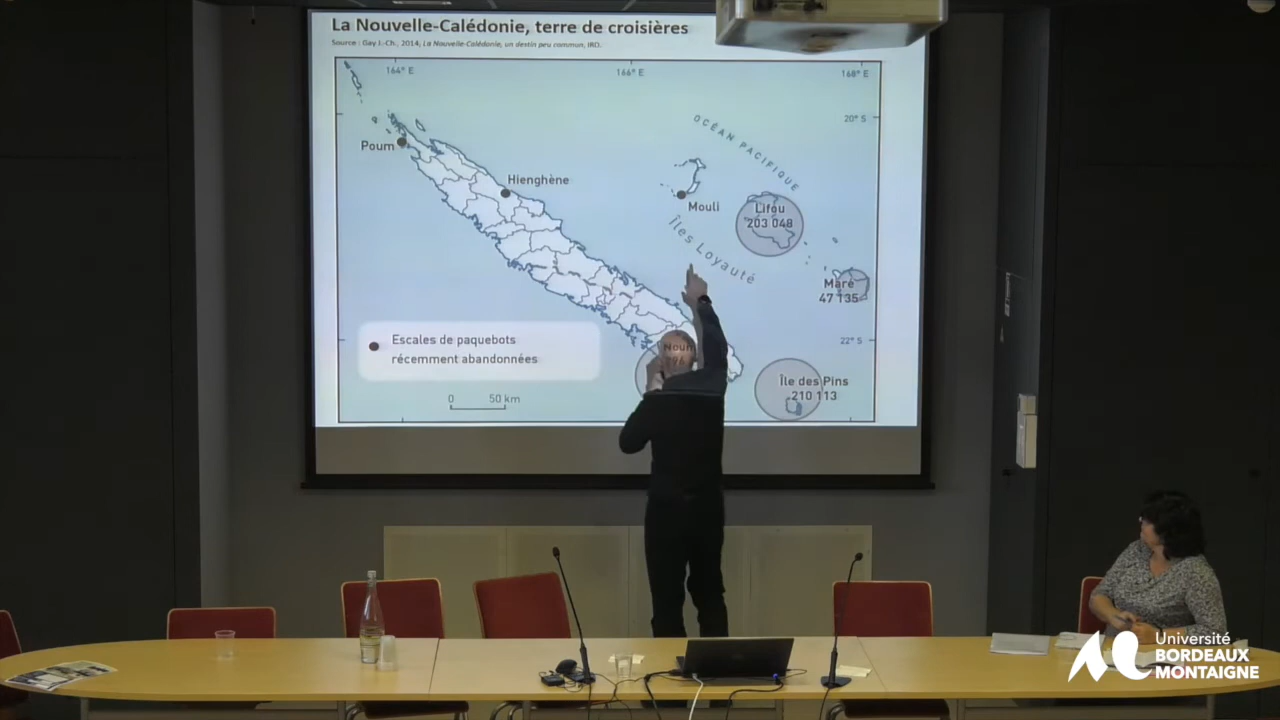 La Nouvelle-Calédonie, terre de croisières
Source : Gay J.-Ch., 2014, La Nouvelle-Calédonie, un destin peu commun, IRD.
164° E
166° E
168° E
20° S
OCÉAN PACIFIQUE
Poum
Hienghène
Mouli
Lifou
203 048
Îles Loyauté
Maré
47 135
22° S
Escales de paquebots
récemment abandonnées
Île des Pins
210 113
0 50 km
Université
BORDEAUX
MONTAIGNE